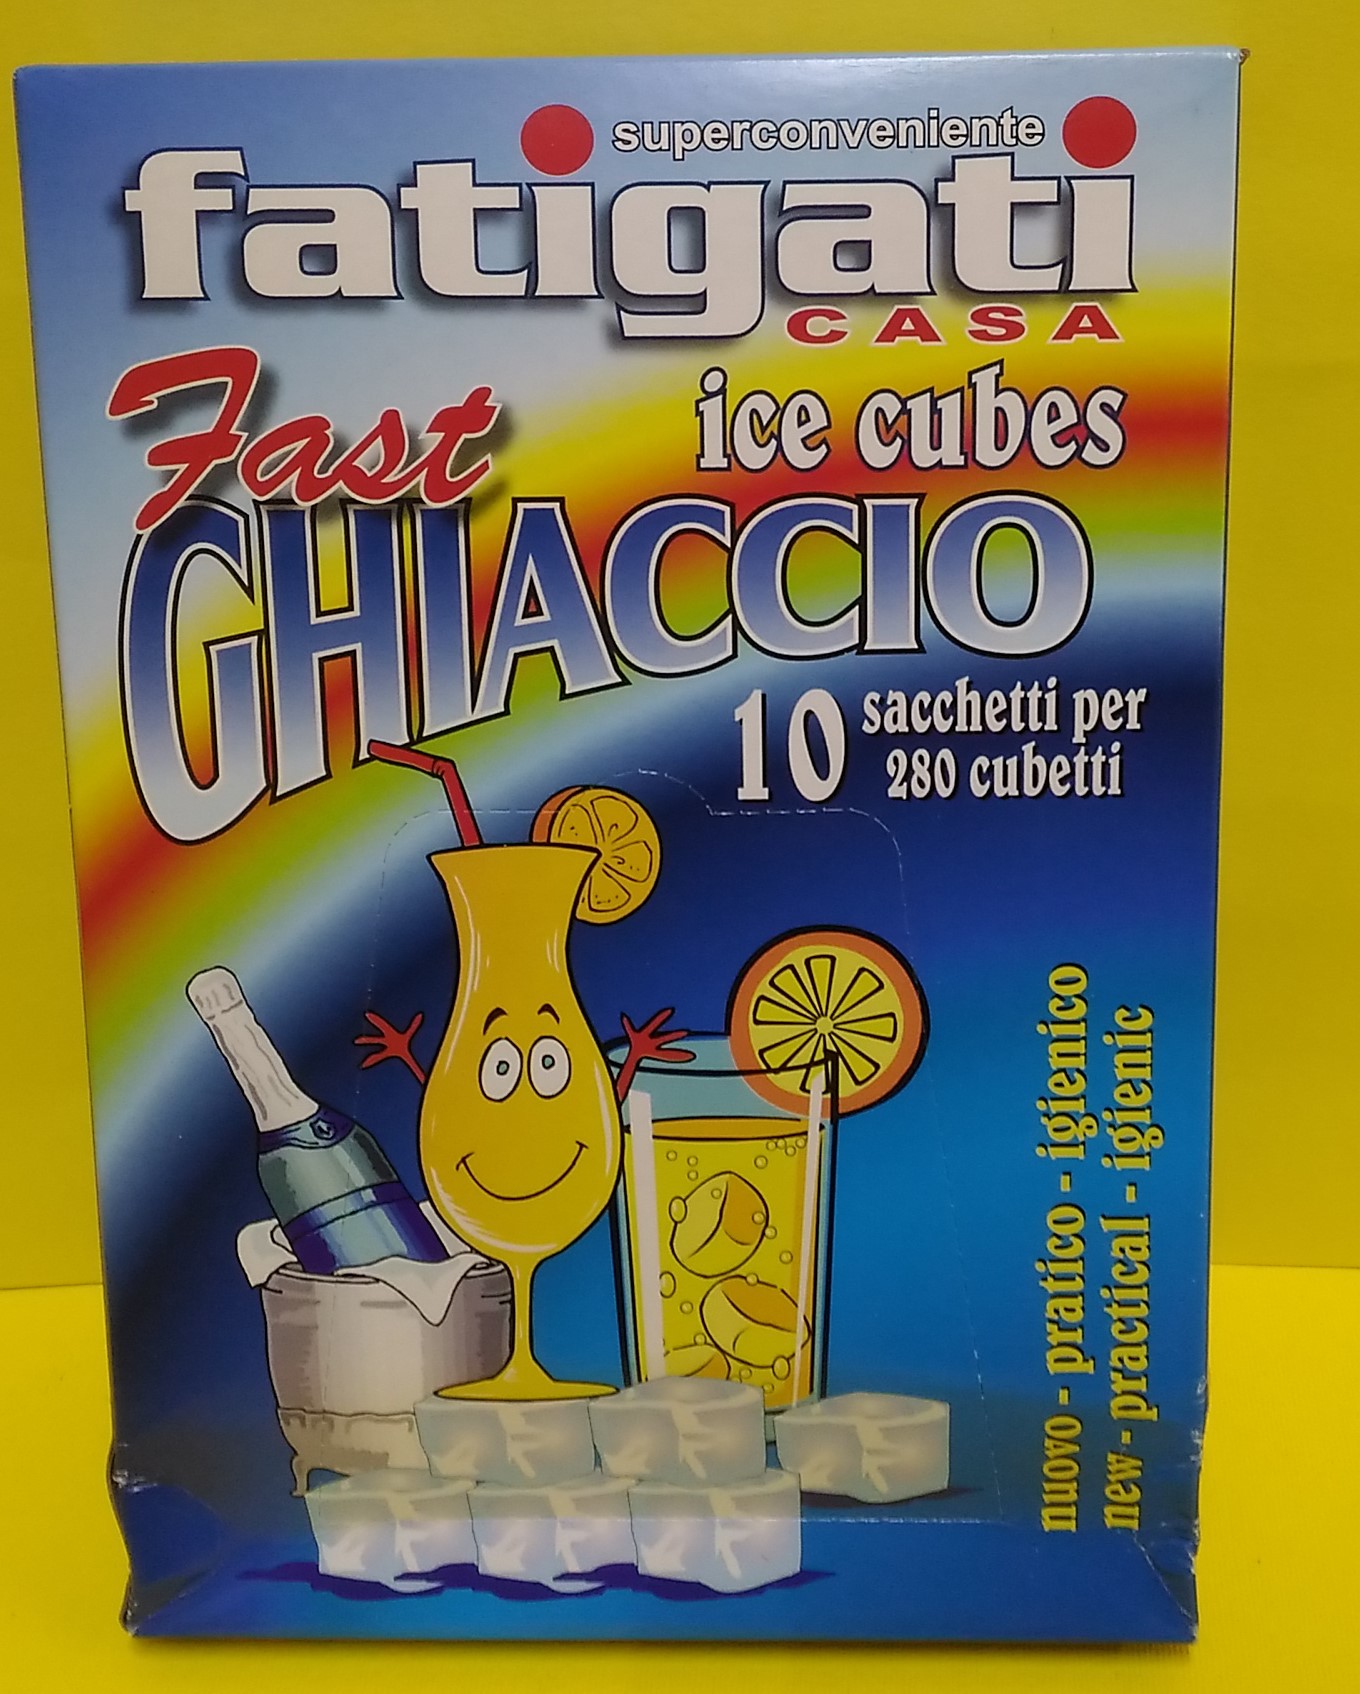 superconveniente
fatigati
CASA
Fast
ice cubes
GHIACCIO
10 sacchetti per
280 cubetti
nuovo - pratico - igienico
new - practical - igienic